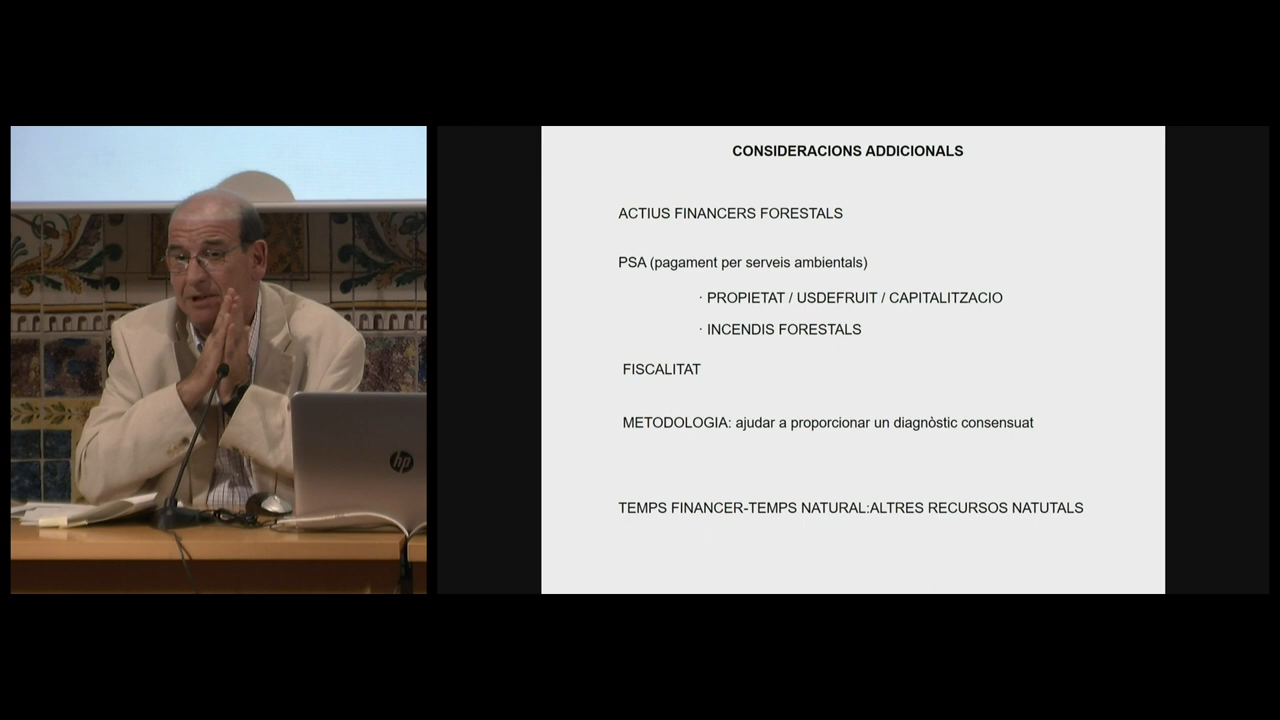 CONSIDERACIONS ADDICIONALS
ACTIUS FINANCERS FORESTALS
PSA (pagament per serveis ambientals)
· PROPIETAT / USDEFRUIT / CAPITALITZACIO
· INCENDIS FORESTALS
FISCALITAT
METODOLOGIA: ajudar a proporcionar un diagnòstic consensuat
TEMPS FINANCER-TEMPS NATURAL:ALTRES RECURSOS NATUTALS
hp